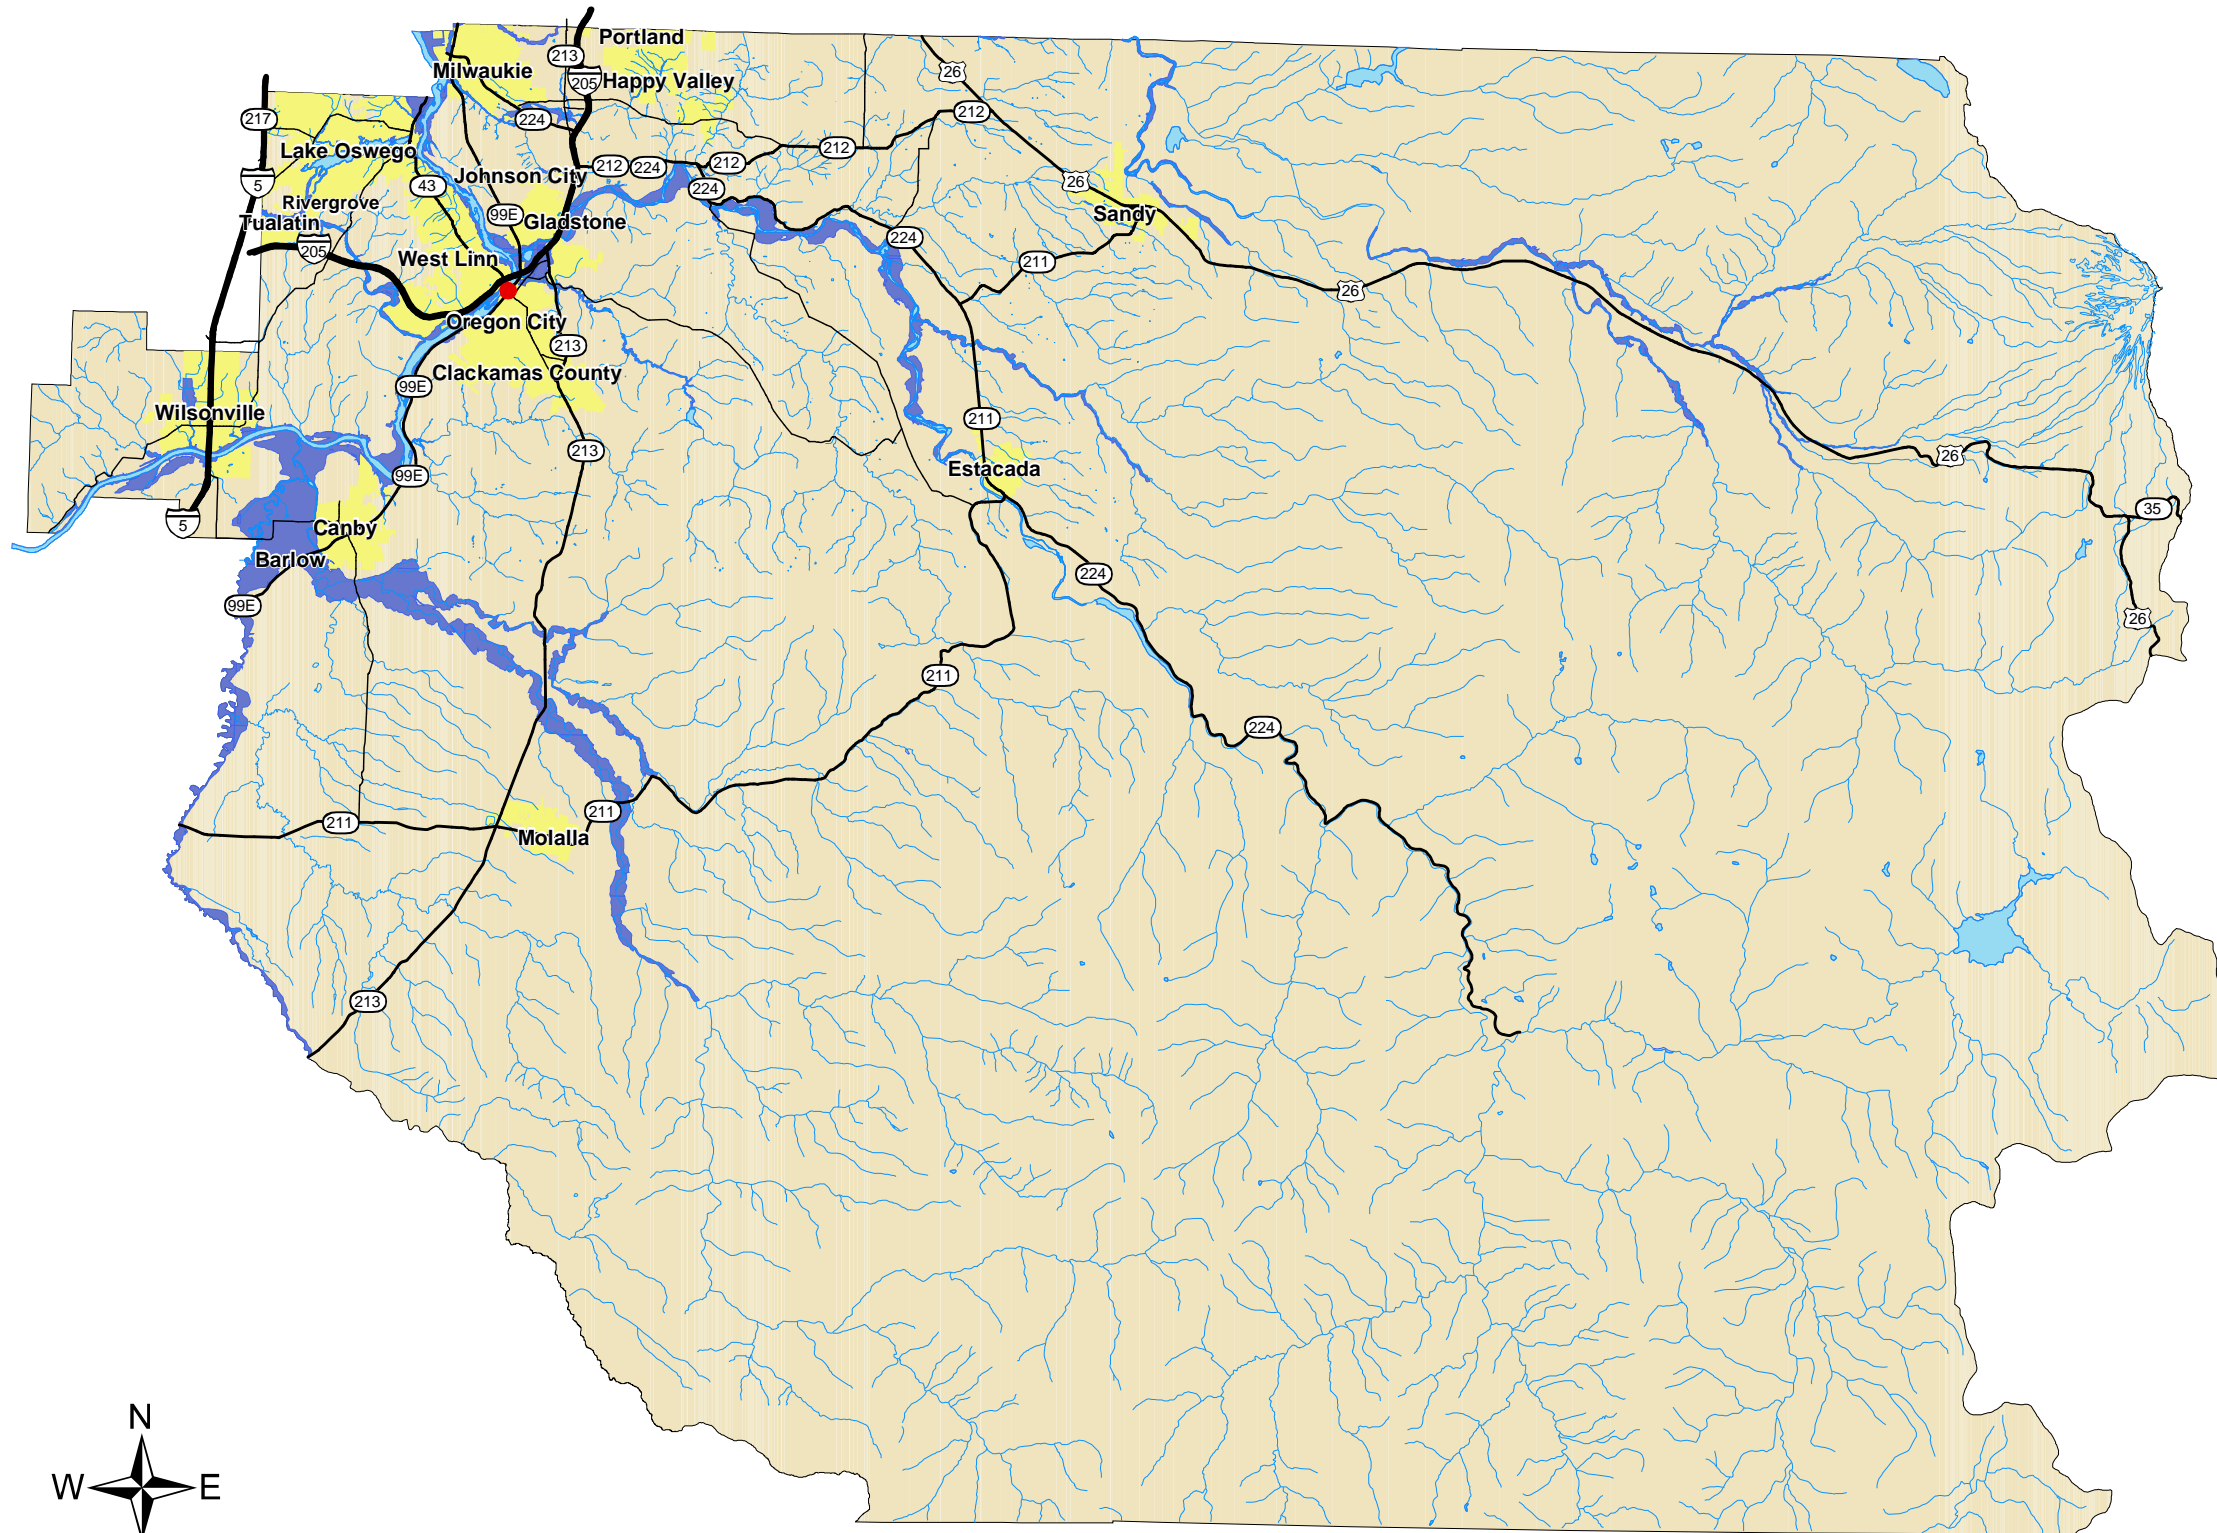 Portland
213
Milwaukie
26
205
Happy Valley
212
217
224
212
Lake Oswego
212
224
212
5
43
Johnson City
26
224
Rivergrove
99E
Sandy
Tualatin
Gladstone
224
205
West Linn
211
26
Oregon City
213
Clackamas County
99E
Wilsonville
211
213
26
Estacada
99E
35
5
Canby
Barlow
224
99E
26
211
224
211
211
Molalla
213
N
W
E